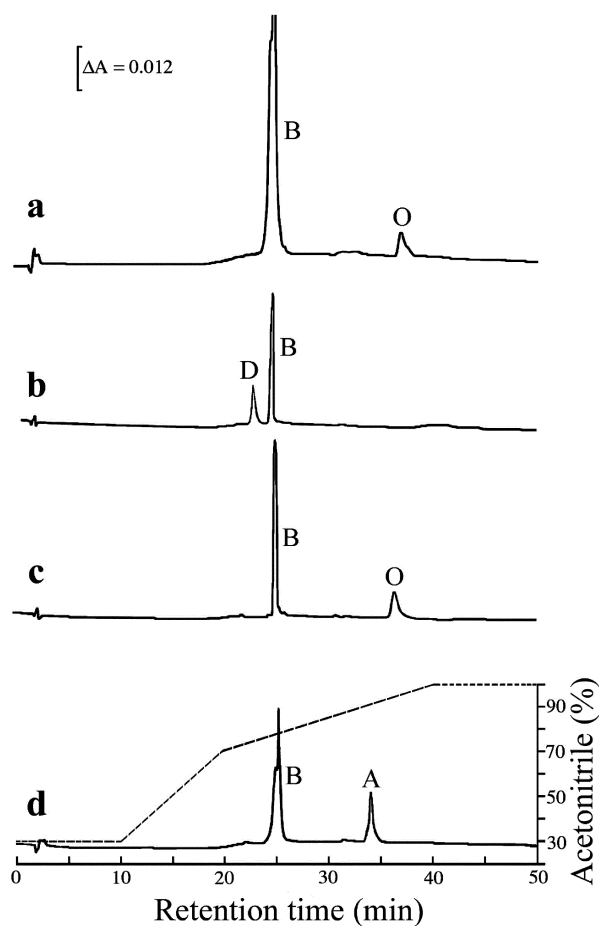 ΔA = 0.012
B
a
O
D
B
b
B
c
O
d
B
A
90
70
50
30
Acetonitrile (%)
0 10 20 30 40 50
Retention time (min)